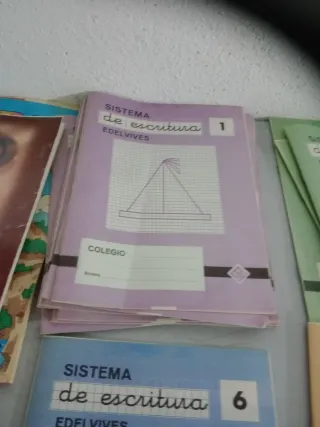 SISTEMA
de escritura 1
EDELVIVES
COLEGIO
SISTEMA
de escritura 6
EDELVIVES